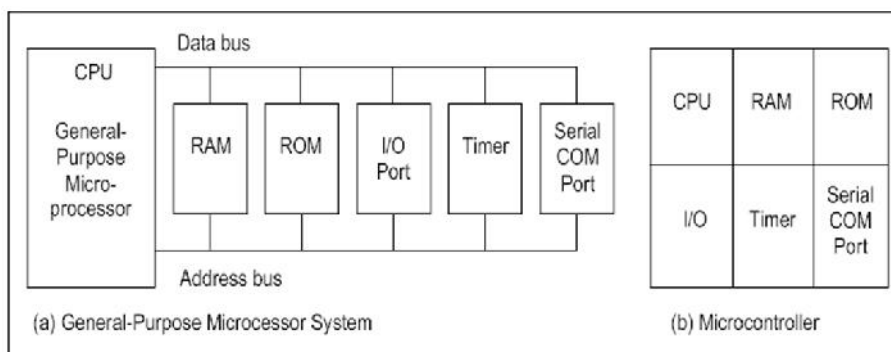 Data bus
CPU
General-
Purpose
Micro-
processor
RAM
ROM
I/O
Port
Timer
Serial
COM
Port
Address bus
(a) General-Purpose Microcessor System
CPU
RAM
ROM
I/O
Timer
Serial
COM
Port
(b) Microcontroller